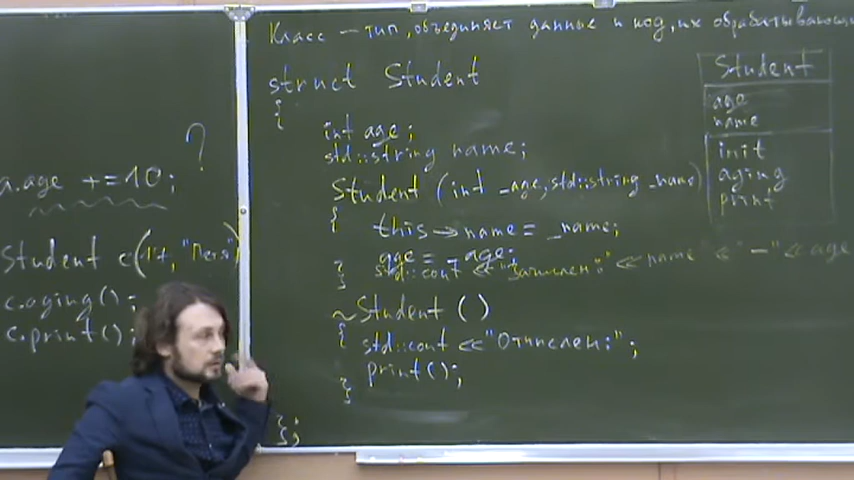 Класс — тип, объединяет данные и код, их обрабатывающий
struct Student
{
int age;
std::string name;
Student (int _age, std::string _name)
{
this→name = _name;
age = _age;
std::cout << "Зачислен:" << name << " — " << age
}
~Student ()
{
std::cout << "Отчислен:";
print();
}
};
Student
age
name
init
aging
print
?
a.age += 10;
Student c(17, "Петя")
c.aging();
c.print();